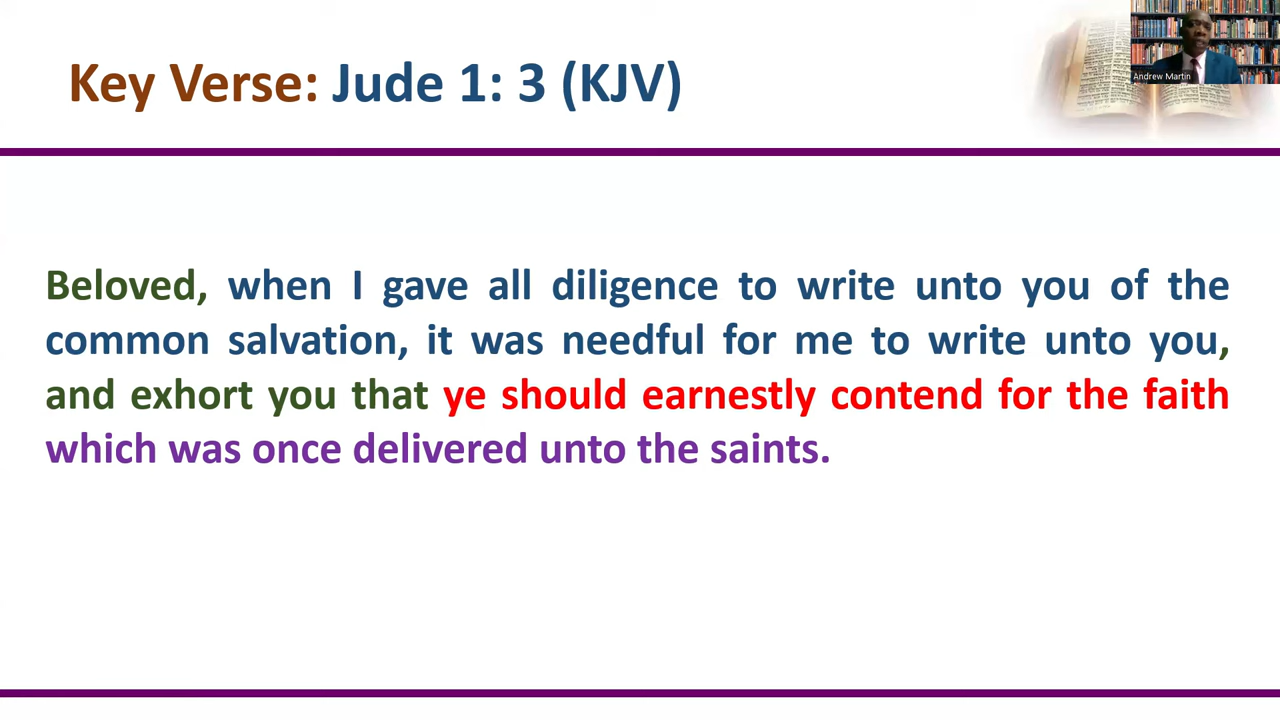 Key Verse: Jude 1: 3 (KJV)
Andrew Martin
Beloved, when I gave all diligence to write unto you of the
common salvation, it was needful for me to write unto you,
and exhort you that ye should earnestly contend for the faith
which was once delivered unto the saints.